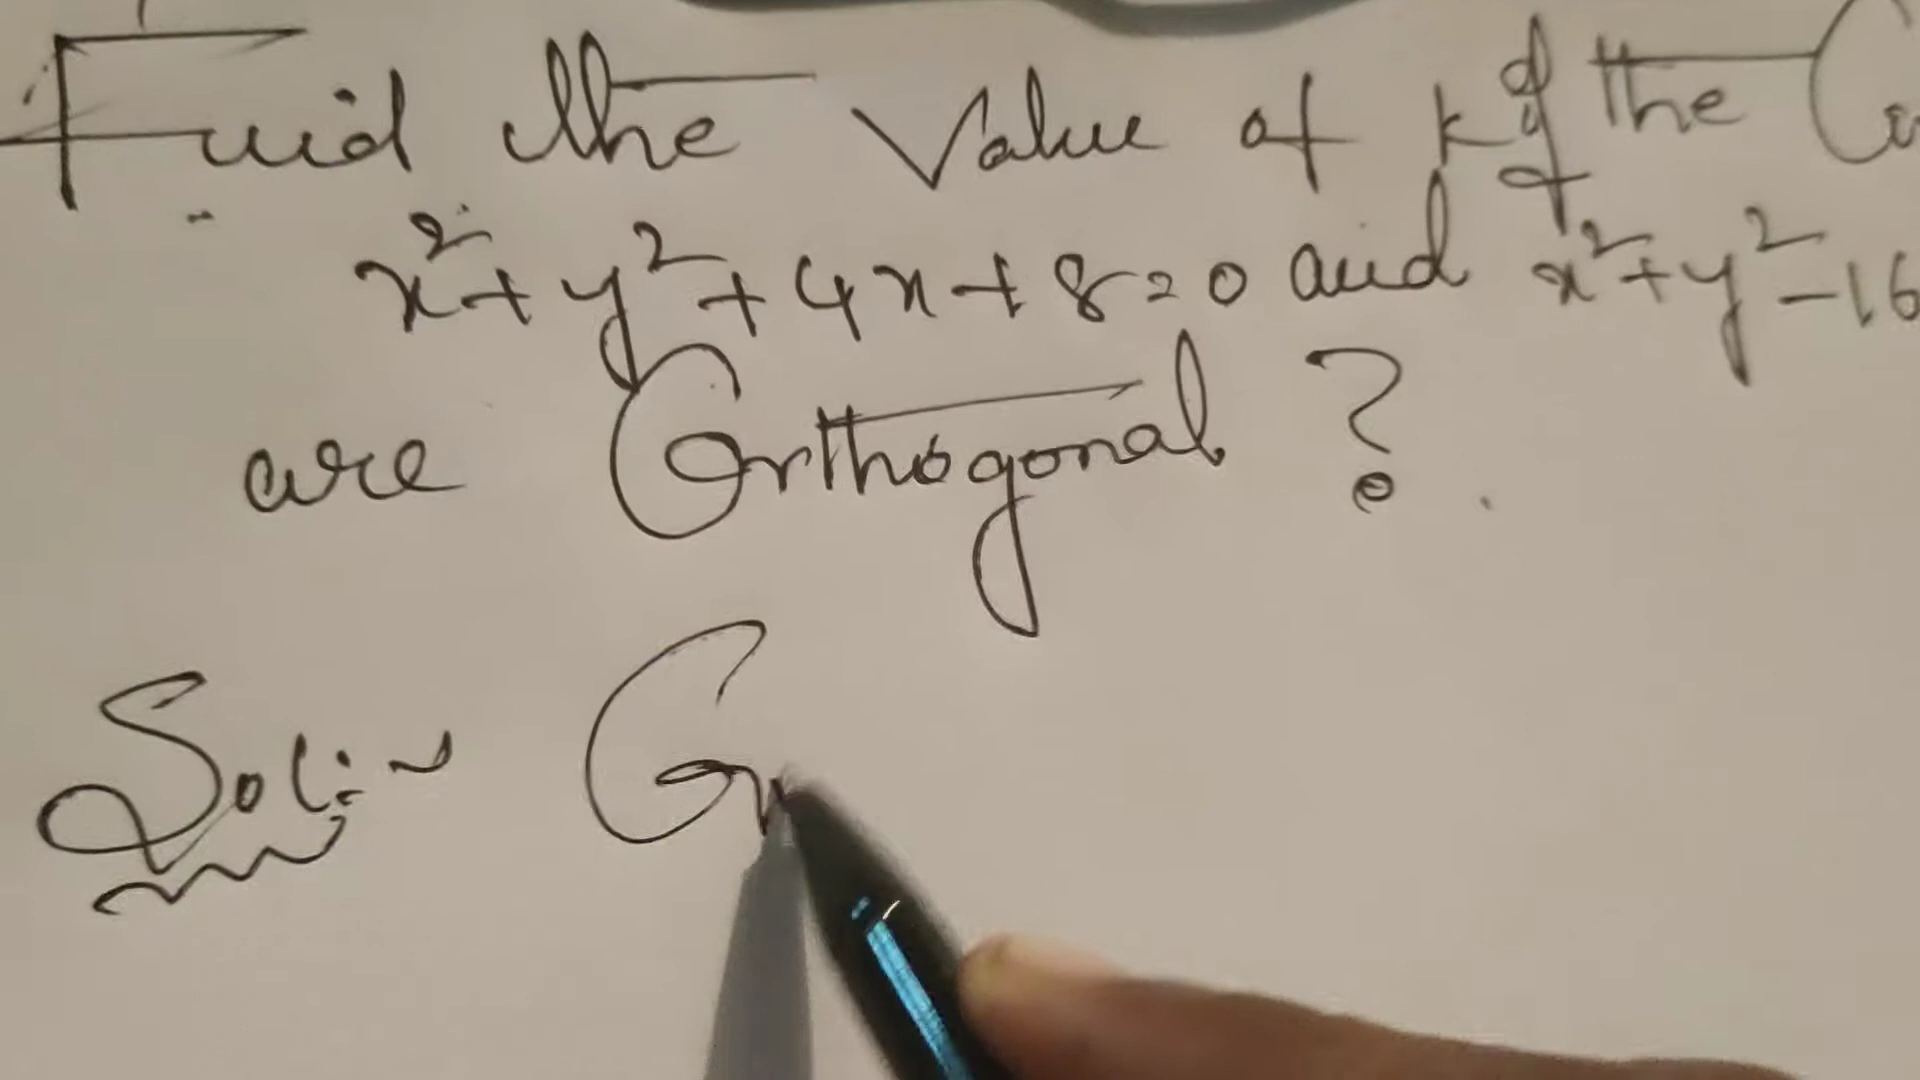 Find the Value of k if the
x²+y²+4x+8=0 and x²+y²-16
are Orthogonal ?
Sol:~